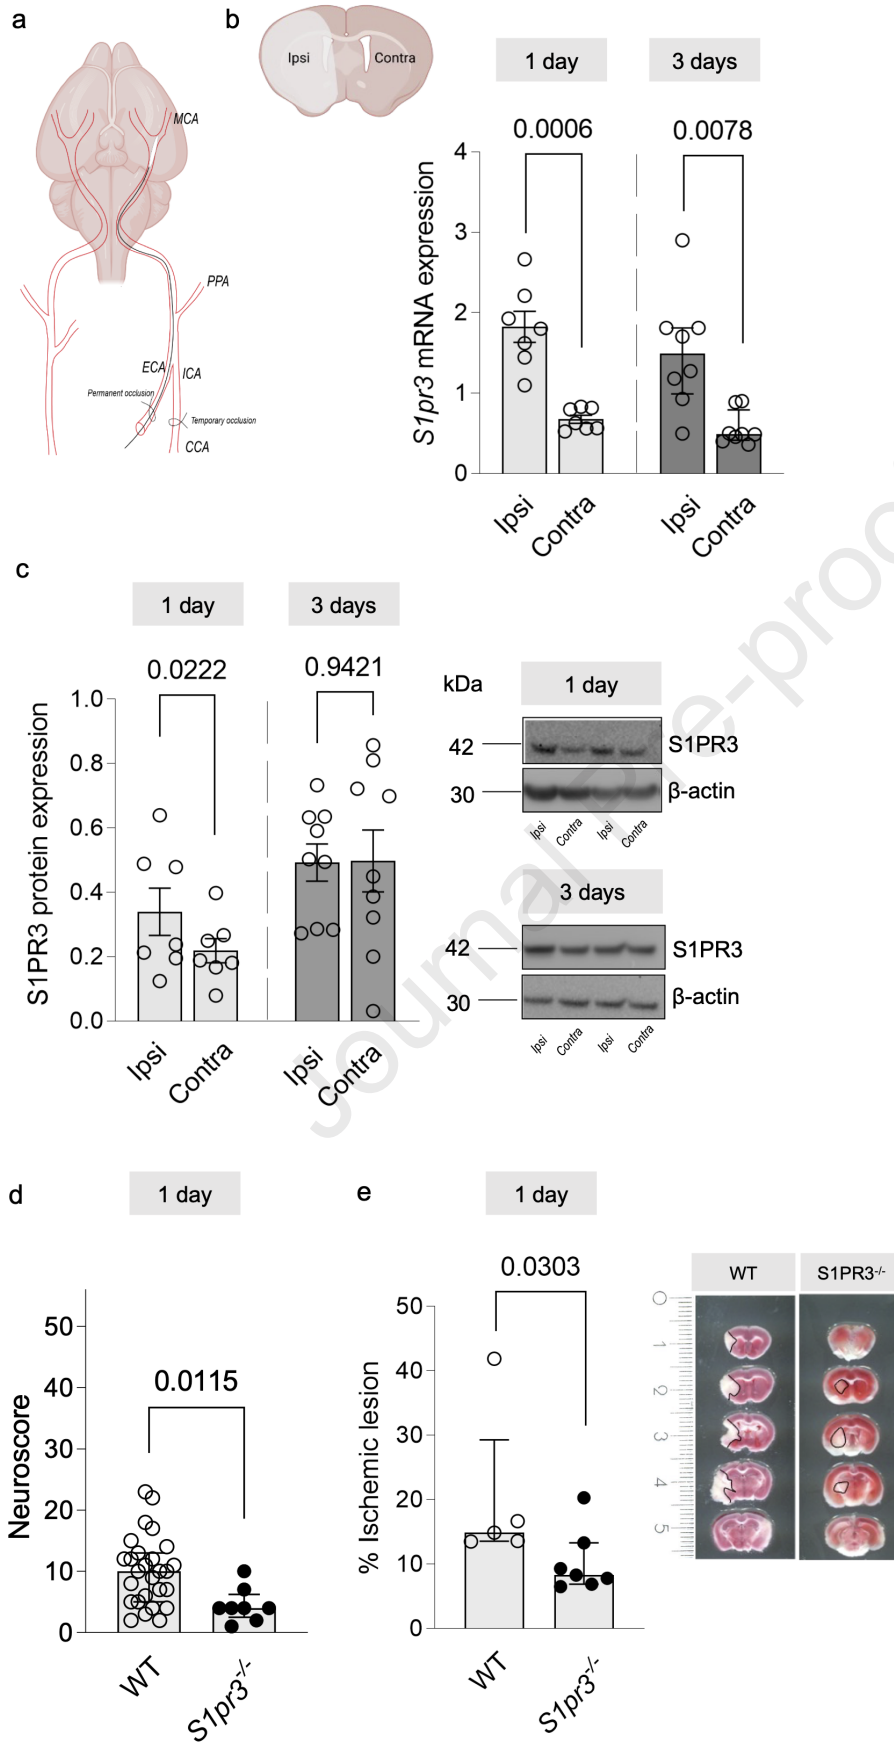 a
MCA
PPA
ECA
ICA
Permanent occlusion
Temporary occlusion
CCA
b
Ipsi
Contra
1 day
3 days
0.0006
0.0078
S1pr3 mRNA expression
4
3
2
1
0
Ipsi
Contra
Ipsi
Contra
c
1 day
3 days
0.0222
0.9421
S1PR3 protein expression
1.0
0.8
0.6
0.4
0.2
0.0
Ipsi
Contra
Ipsi
Contra
kDa
1 day
42
S1PR3
30
β-actin
Ipsi
Contra
Ipsi
Contra
3 days
42
S1PR3
30
β-actin
Ipsi
Contra
Ipsi
Contra
Journal Pre-proo
d
1 day
0.0115
Neuroscore
50
40
30
20
10
0
WT
S1pr3-/-
e
1 day
0.0303
% Ischemic lesion
50
40
30
20
10
0
WT
S1pr3-/-
WT
S1PR3-/-
0
1
2
3
4
5